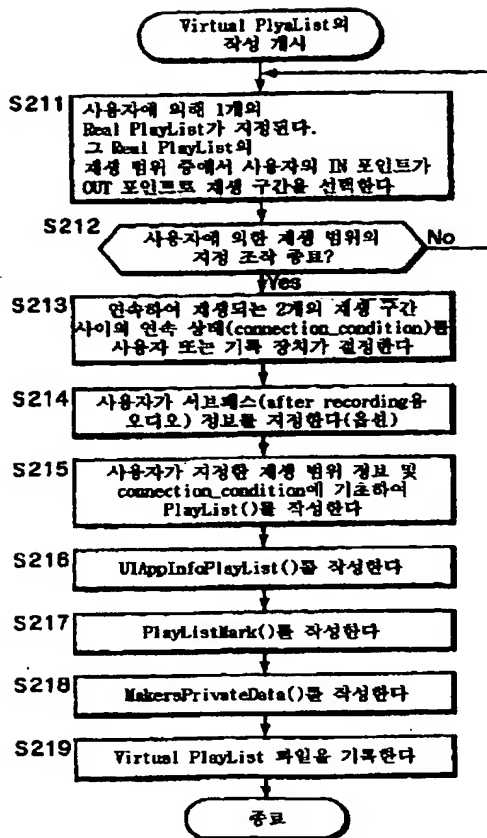 Virtual PlyaList의
작성 개시
S211
사용자에 의해 1개의
Real PlayList가 지정된다.
그 Real PlayList의
재생 범위 중에서 사용자의 IN 포인트가
OUT 포인트로 재생 구간을 선택한다
S212
사용자에 의한 재생 범위의
지정 조작 종료?
No
Yes
S213
연속하여 재생되는 2개의 재생 구간
사이의 연속 상태(connection_condition)를
사용자 또는 기록 장치가 결정한다
S214
사용자가 서브패스(after recording용
오디오) 정보를 지정한다(옵션)
S215
사용자가 지정한 재생 범위 정보 및
connection_condition에 기초하여
PlayList()를 작성한다
S216
UIAppInfoPlayList()를 작성한다
S217
PlayListMark()를 작성한다
S218
MakersPrivateData()를 작성한다
S219
Virtual PlayList 파일을 기록한다
종료